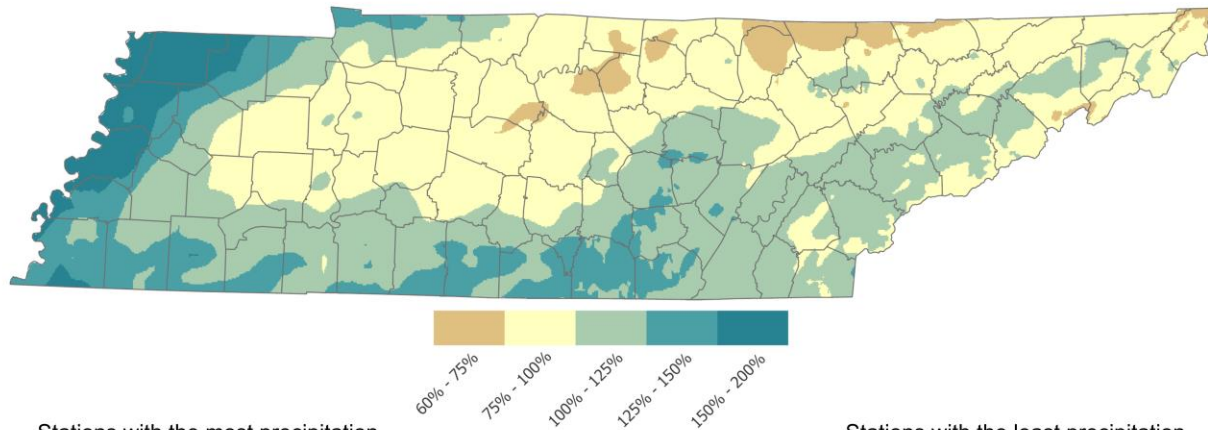 60% - 75%
75% - 100%
100% - 125%
125% - 150%
150% - 200%
Stations with the most precipitation
Stations with the least precipitation